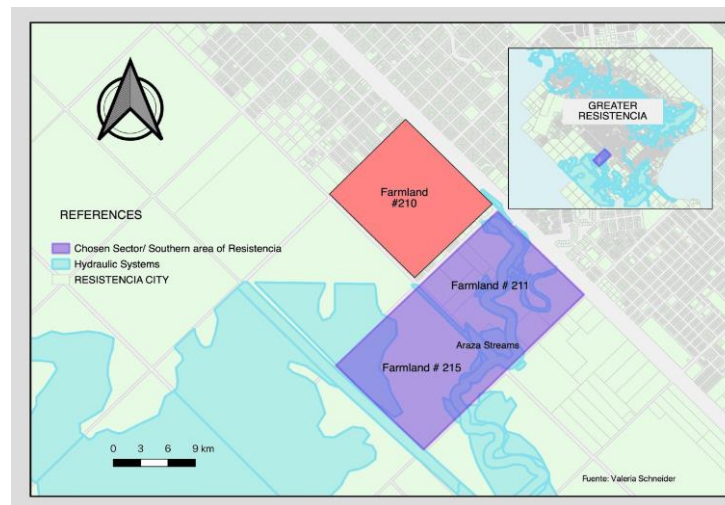 GREATER
RESISTENCIA
Farmland
#210
REFERENCES
Chosen Sector/ Southern area of Resistencia
Hydraulic Systems
RESISTENCIA CITY
Farmland # 211
Araza Streams
Farmland # 215
0 3 6 9 km
Fuente: Valeria Schneider